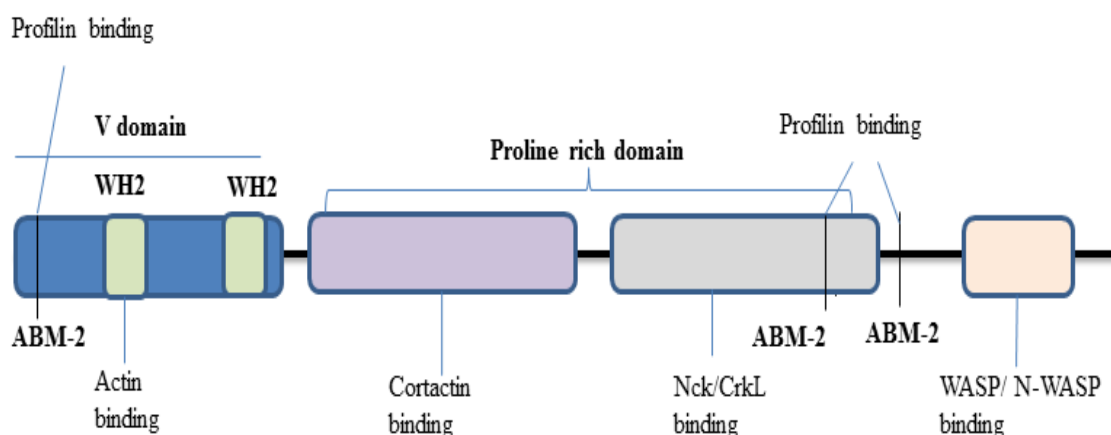 Profilin binding
V domain
Profilin binding
Proline rich domain
WH2
WH2
ABM-2
ABM-2
ABM-2
Actin
binding
Cortactin
binding
Nck/CrkL
binding
WASP/ N-WASP
binding